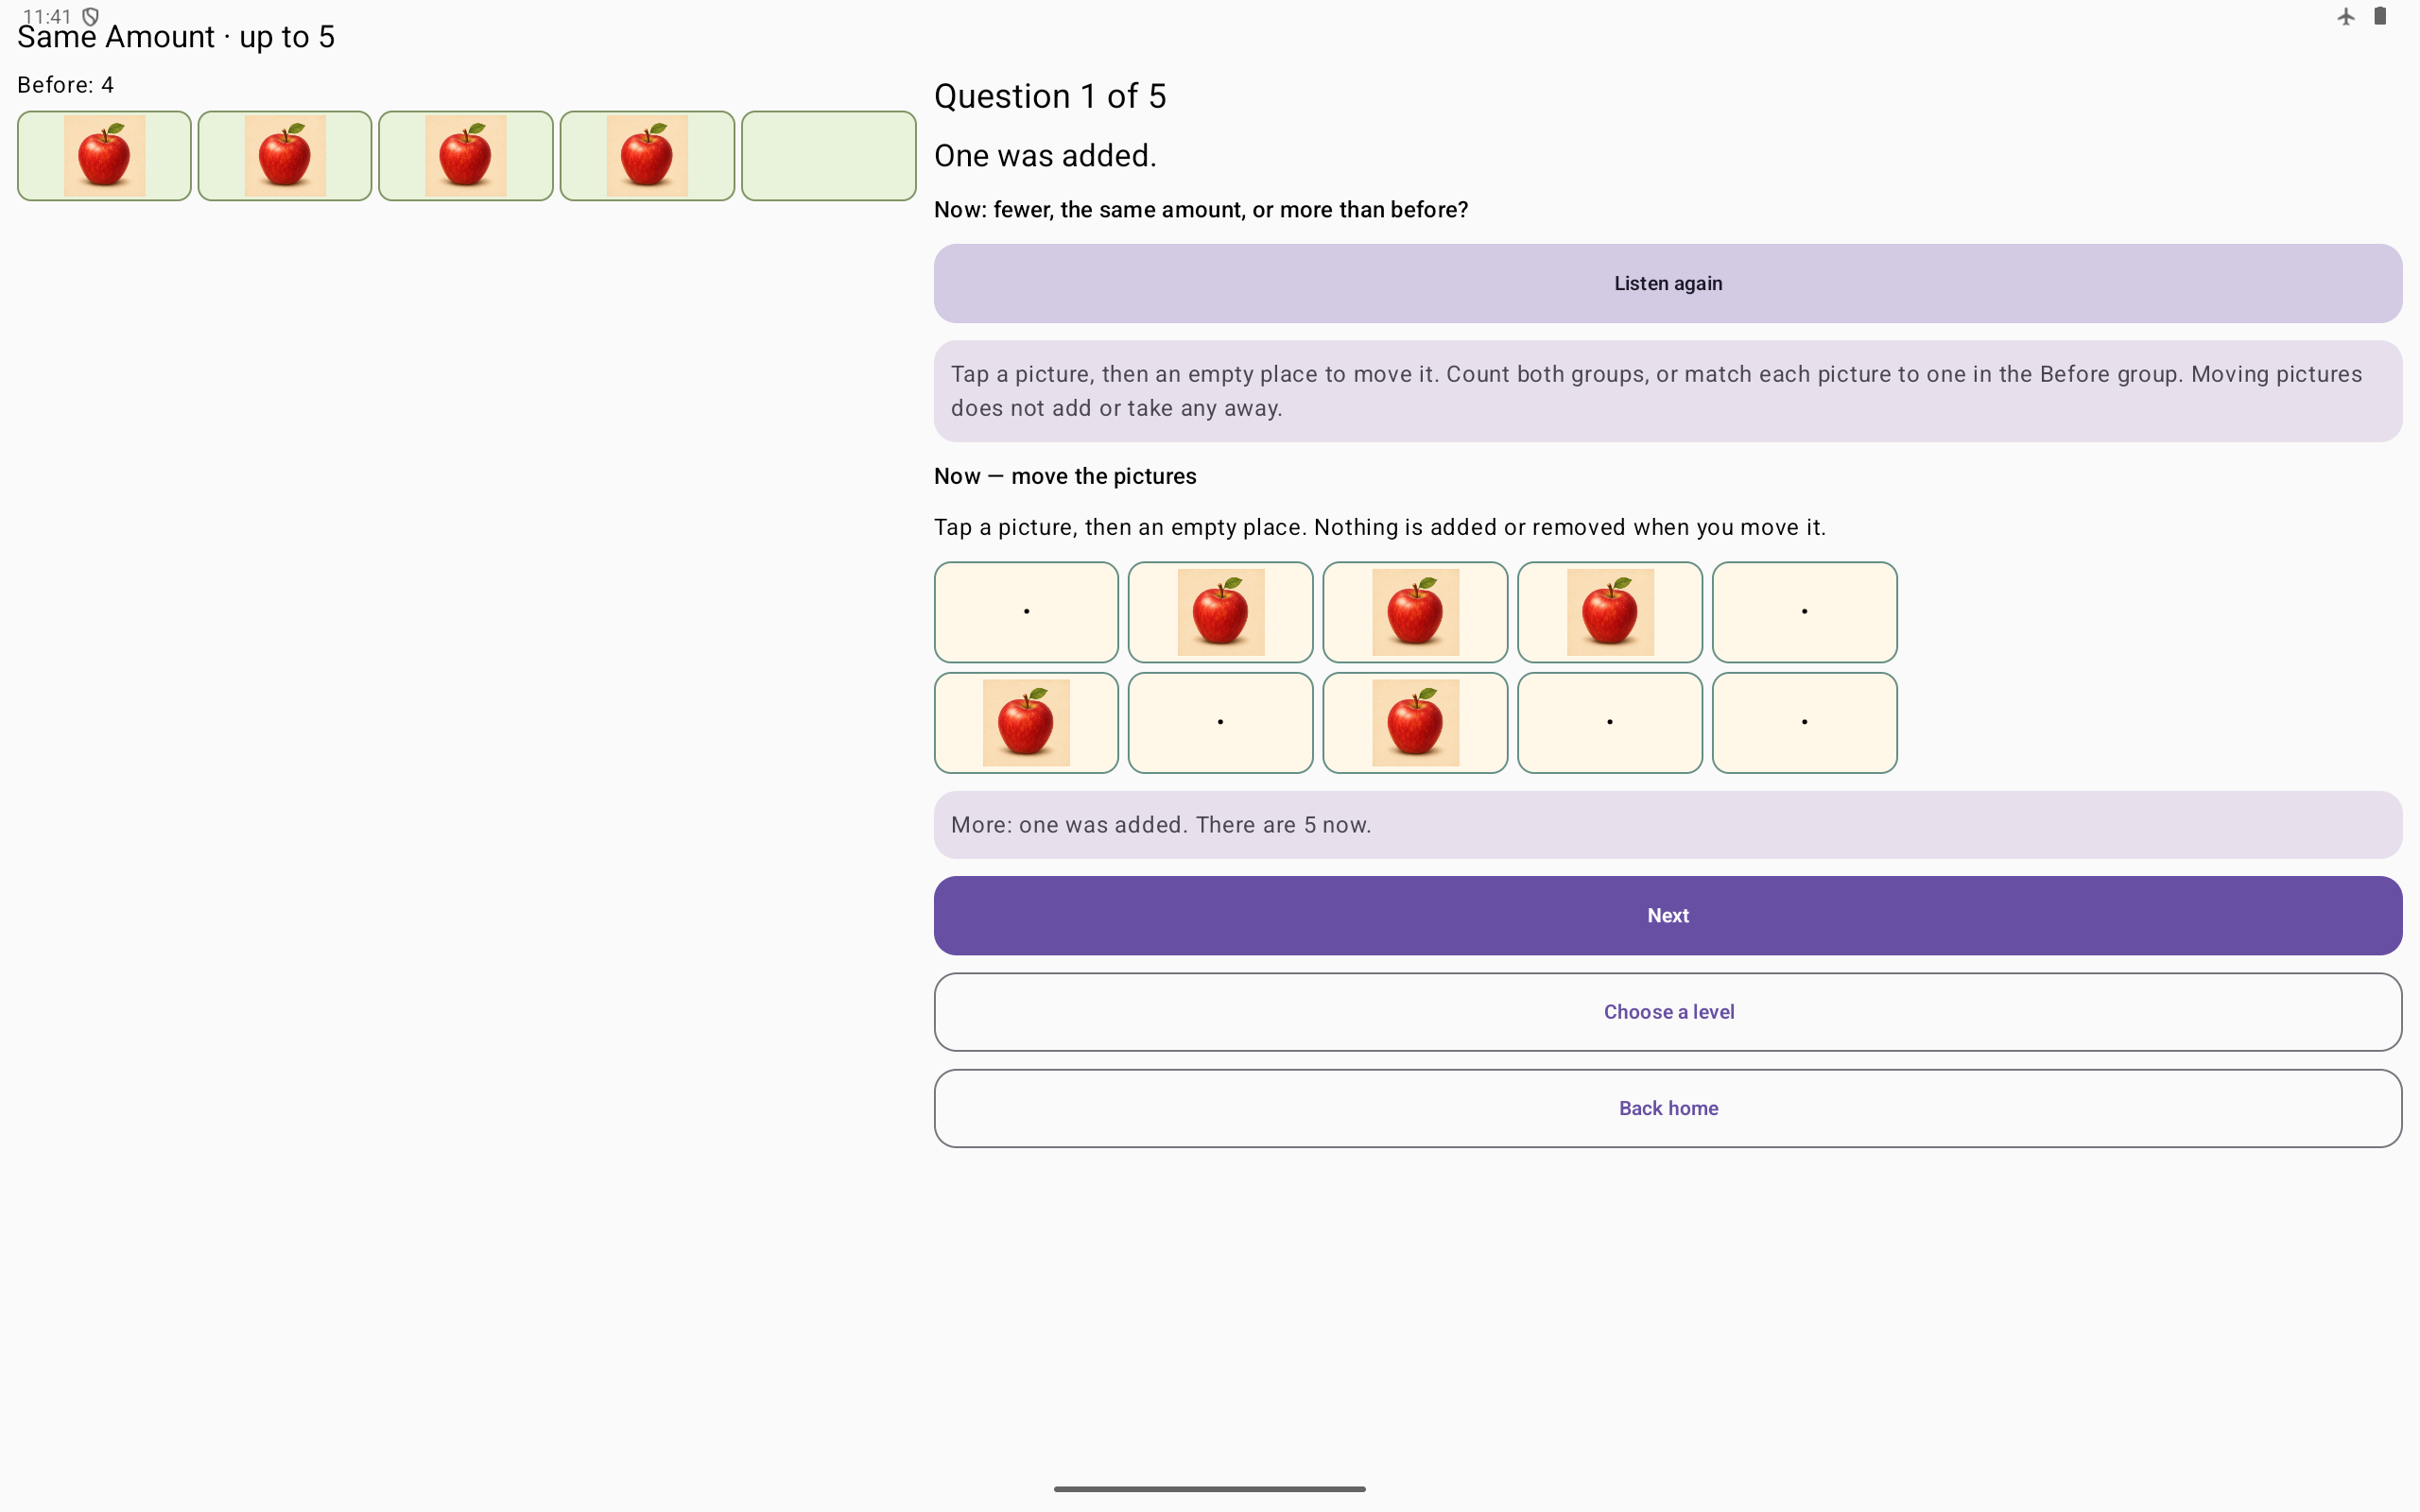 11:41
Same Amount · up to 5
Before: 4
Question 1 of 5
One was added.
Now: fewer, the same amount, or more than before?
Listen again
Tap a picture, then an empty place to move it. Count both groups, or match each picture to one in the Before group. Moving pictures
does not add or take any away.
Now — move the pictures
Tap a picture, then an empty place. Nothing is added or removed when you move it.
More: one was added. There are 5 now.
Next
Choose a level
Back home